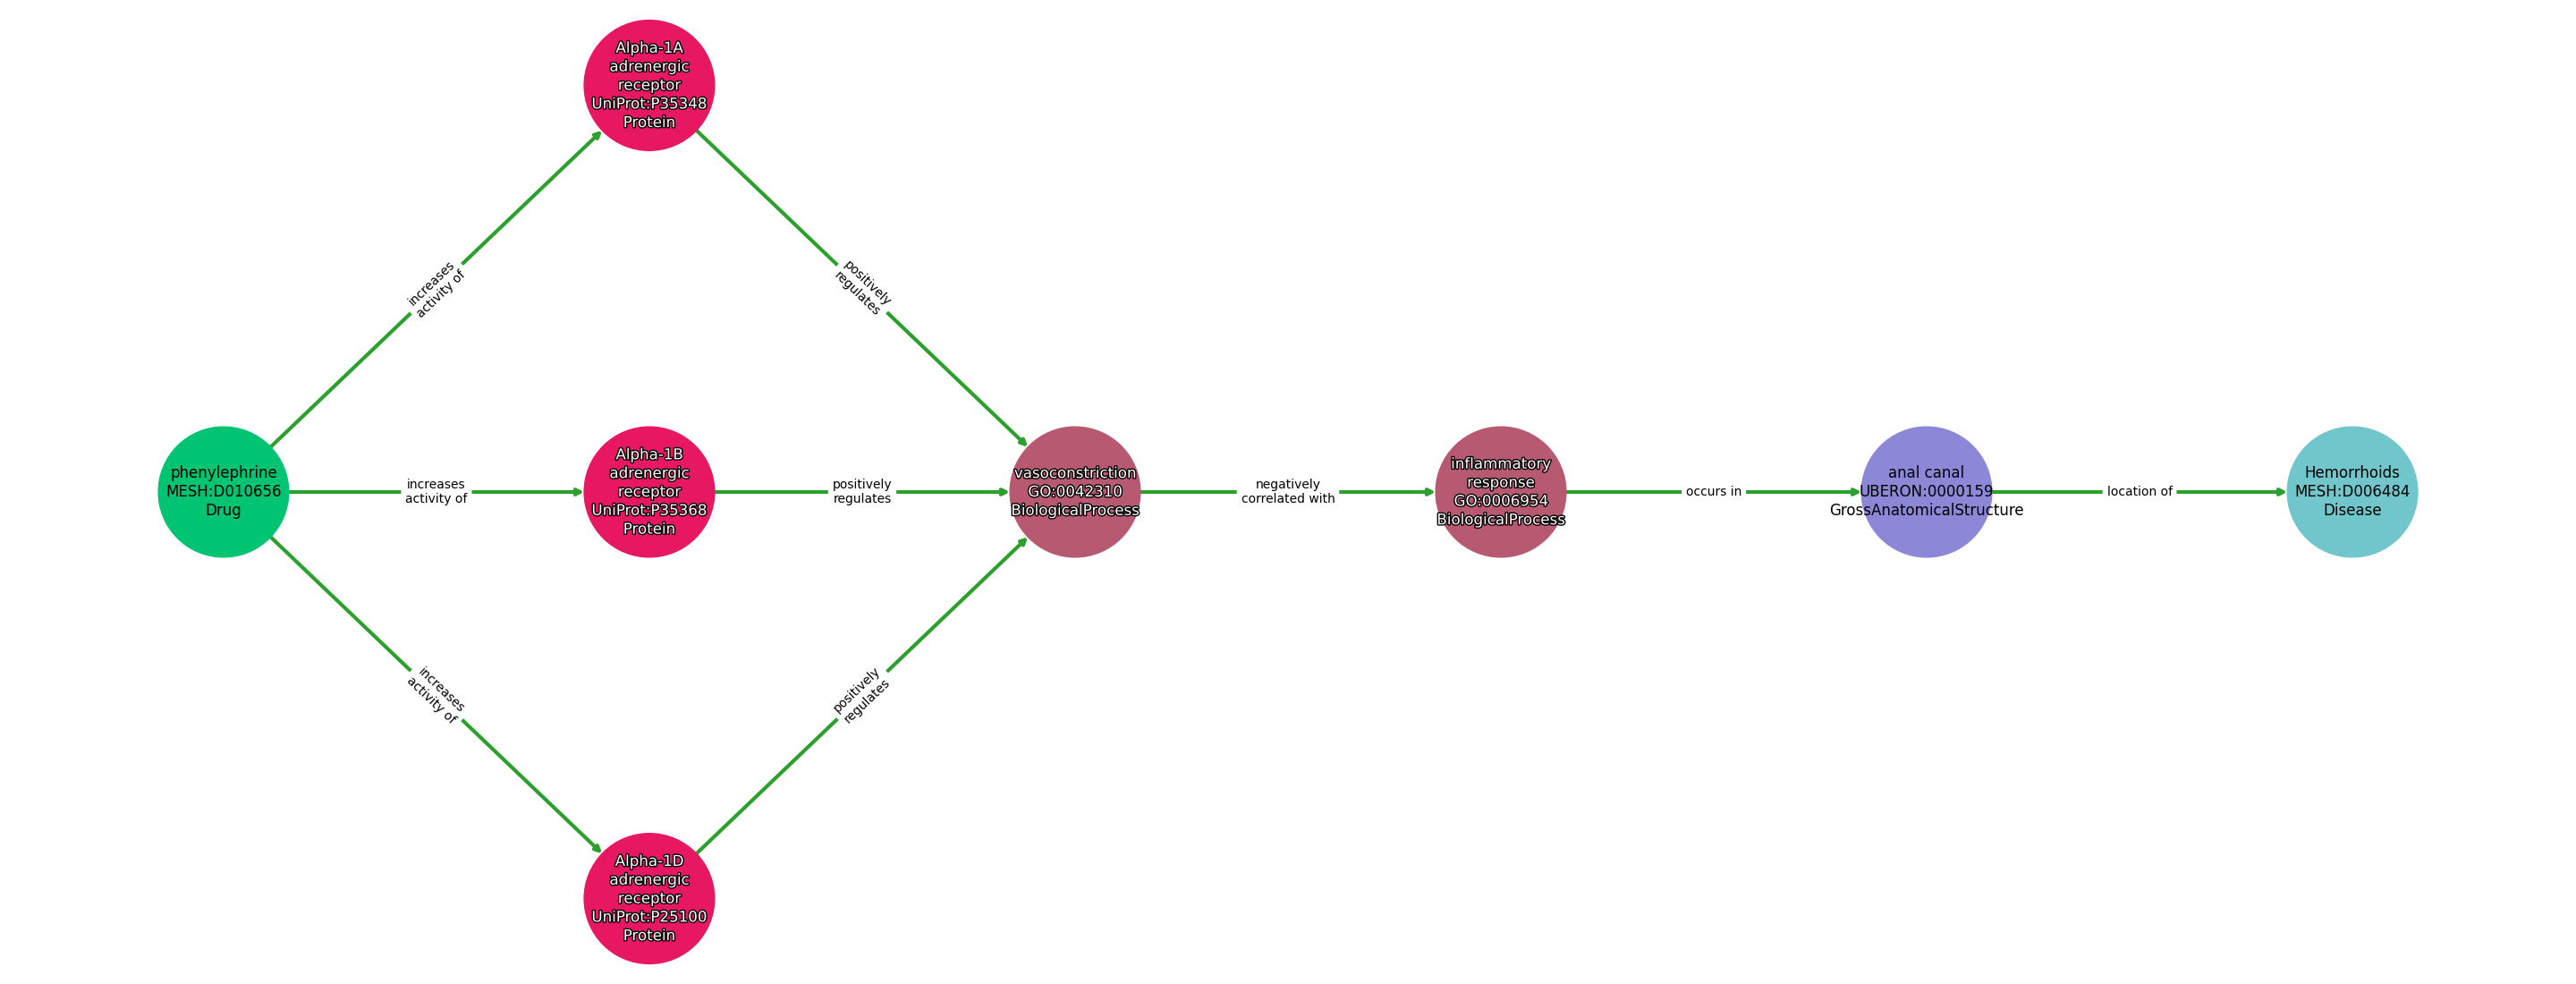 Alpha-1A
adrenergic
receptor
UniProt:P35348
Protein
increases
activity of
positively
regulates
phenylephrine
MESH:D010656
Drug
increases
activity of
Alpha-1B
adrenergic
receptor
UniProt:P35368
Protein
positively
regulates
vasoconstriction
GO:0042310
BiologicalProcess
negatively
correlated with
inflammatory
response
GO:0006954
BiologicalProcess
occurs in
anal canal
UBERON:0000159
GrossAnatomicalStructure
location of
Hemorrhoids
MESH:D006484
Disease
increases
activity of
positively
regulates
Alpha-1D
adrenergic
receptor
UniProt:P25100
Protein